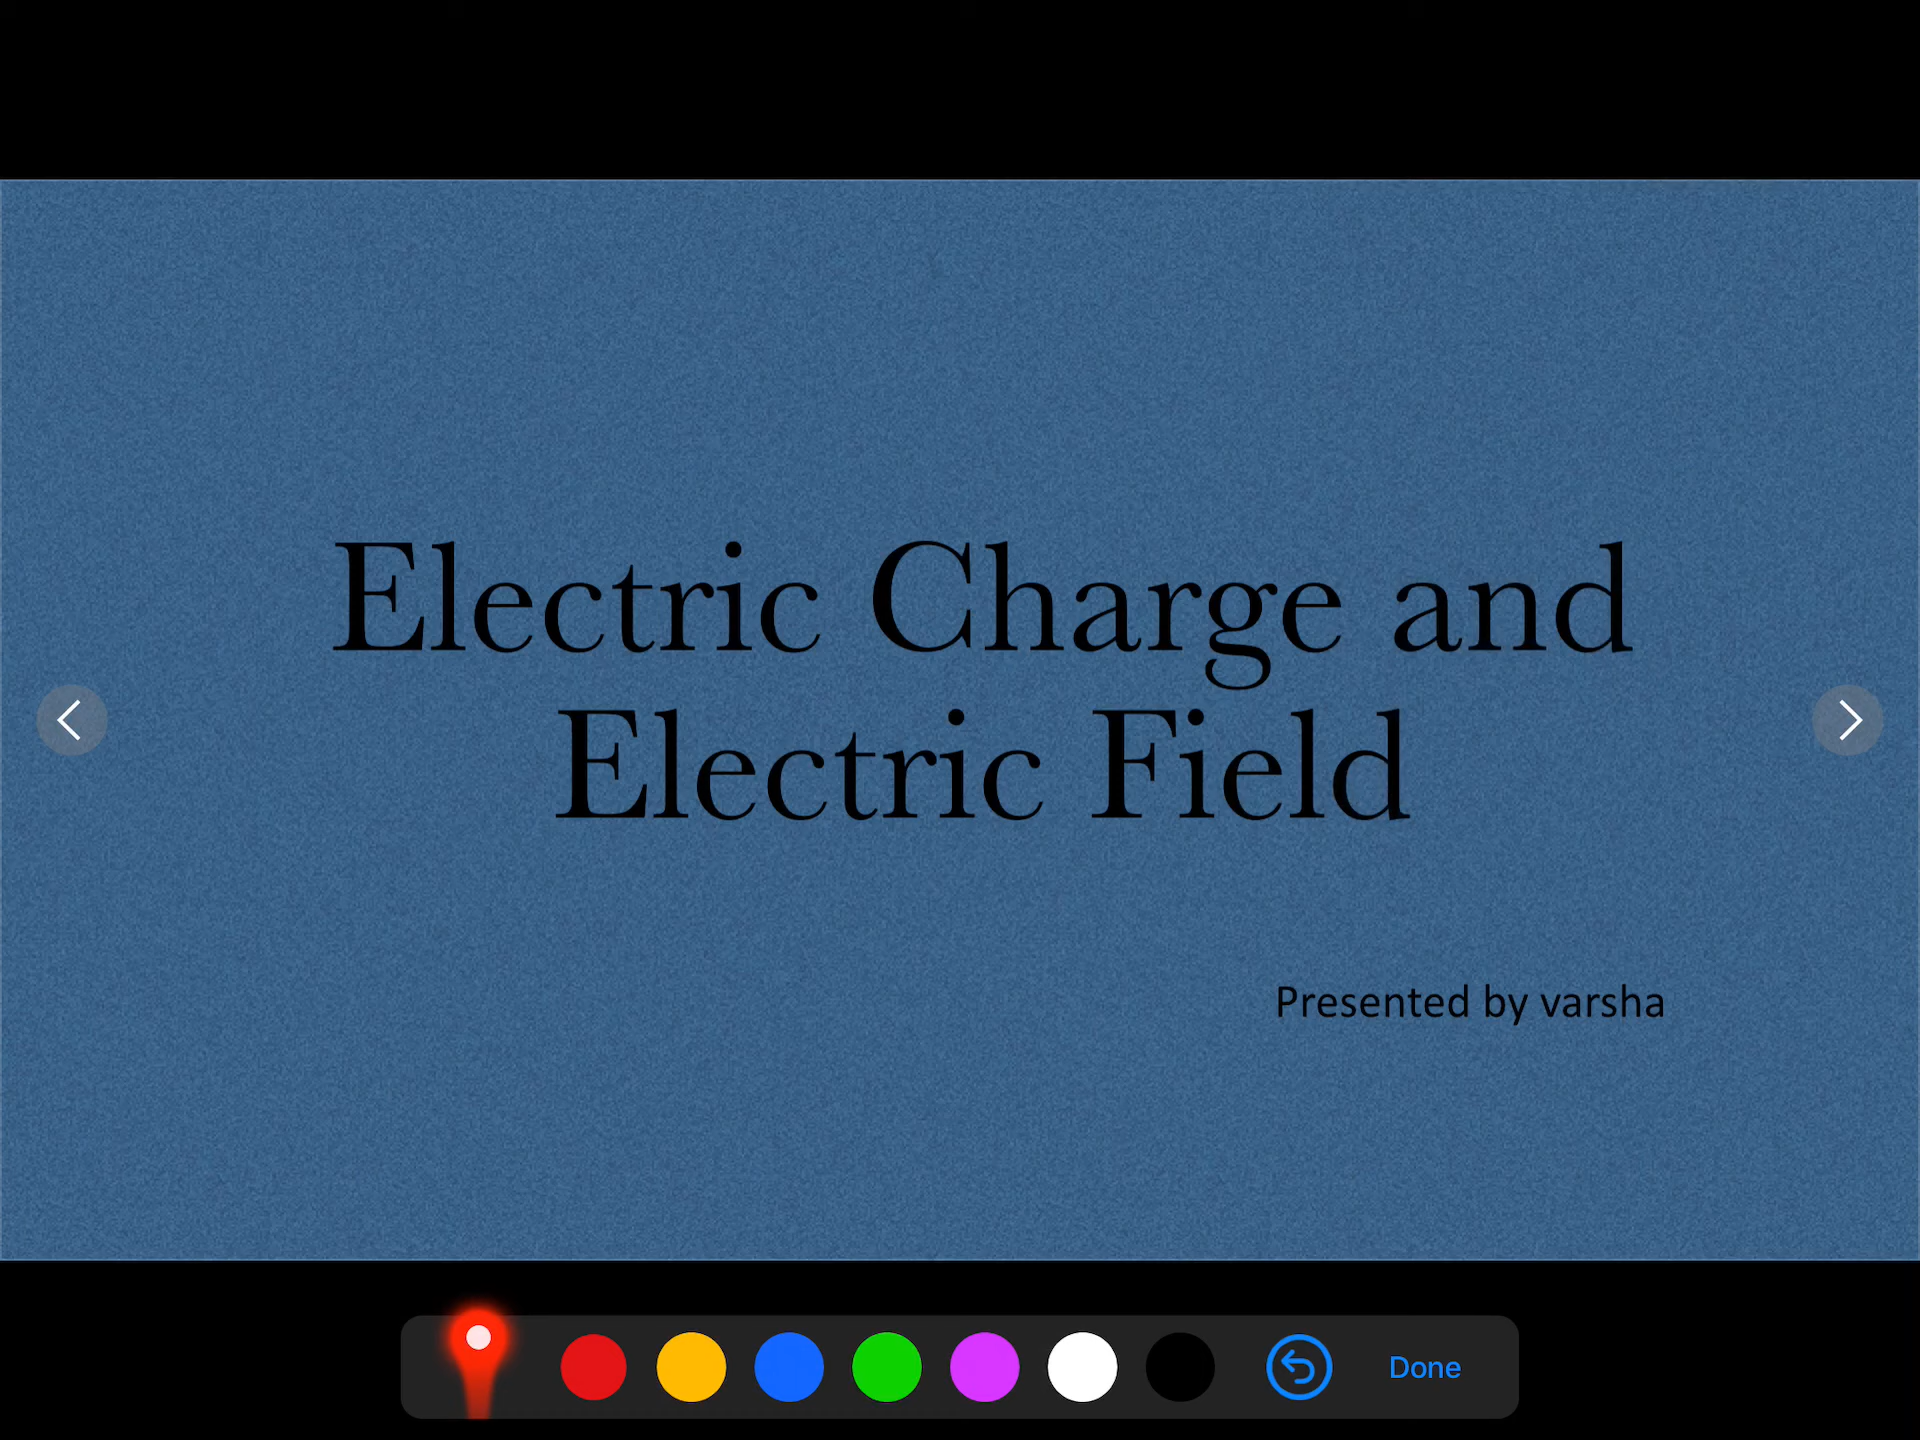 Electric Charge and
Electric Field
Presented by varsha
Done